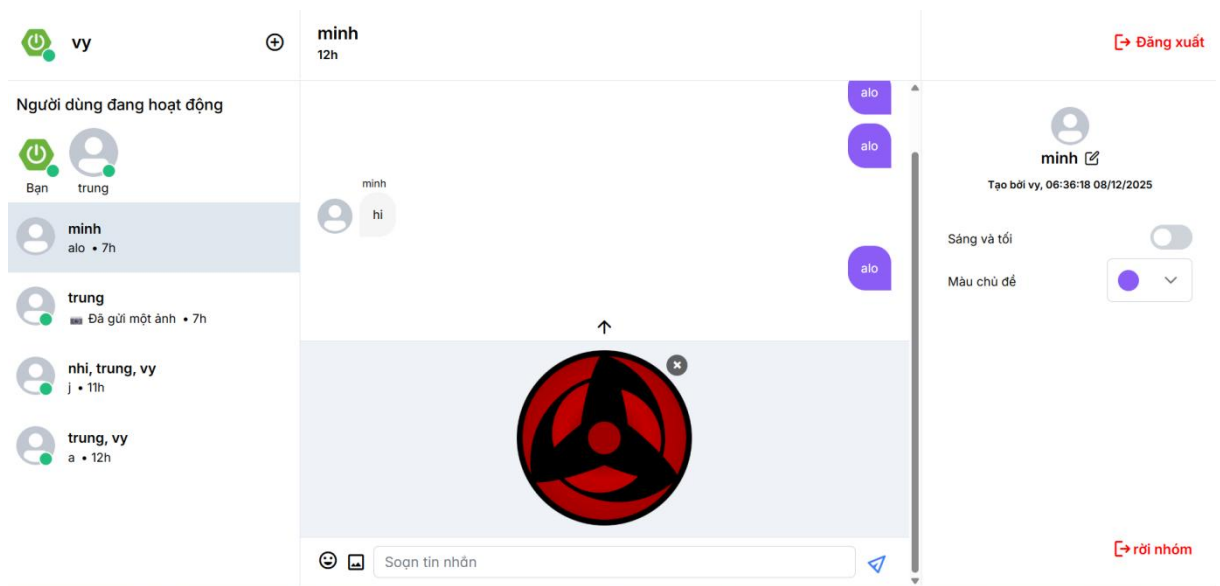 vy
Người dùng đang hoạt động
Bạn
trung
minh
alo • 7h
trung
Đã gửi một ảnh • 7h
nhi, trung, vy
j • 11h
trung, vy
a • 12h
minh
12h
alo
alo
minh
hi
alo
Soạn tin nhắn
Đăng xuất
minh
Tạo bởi vy, 06:36:18 08/12/2025
Sáng và tối
Màu chủ đề
rời nhóm